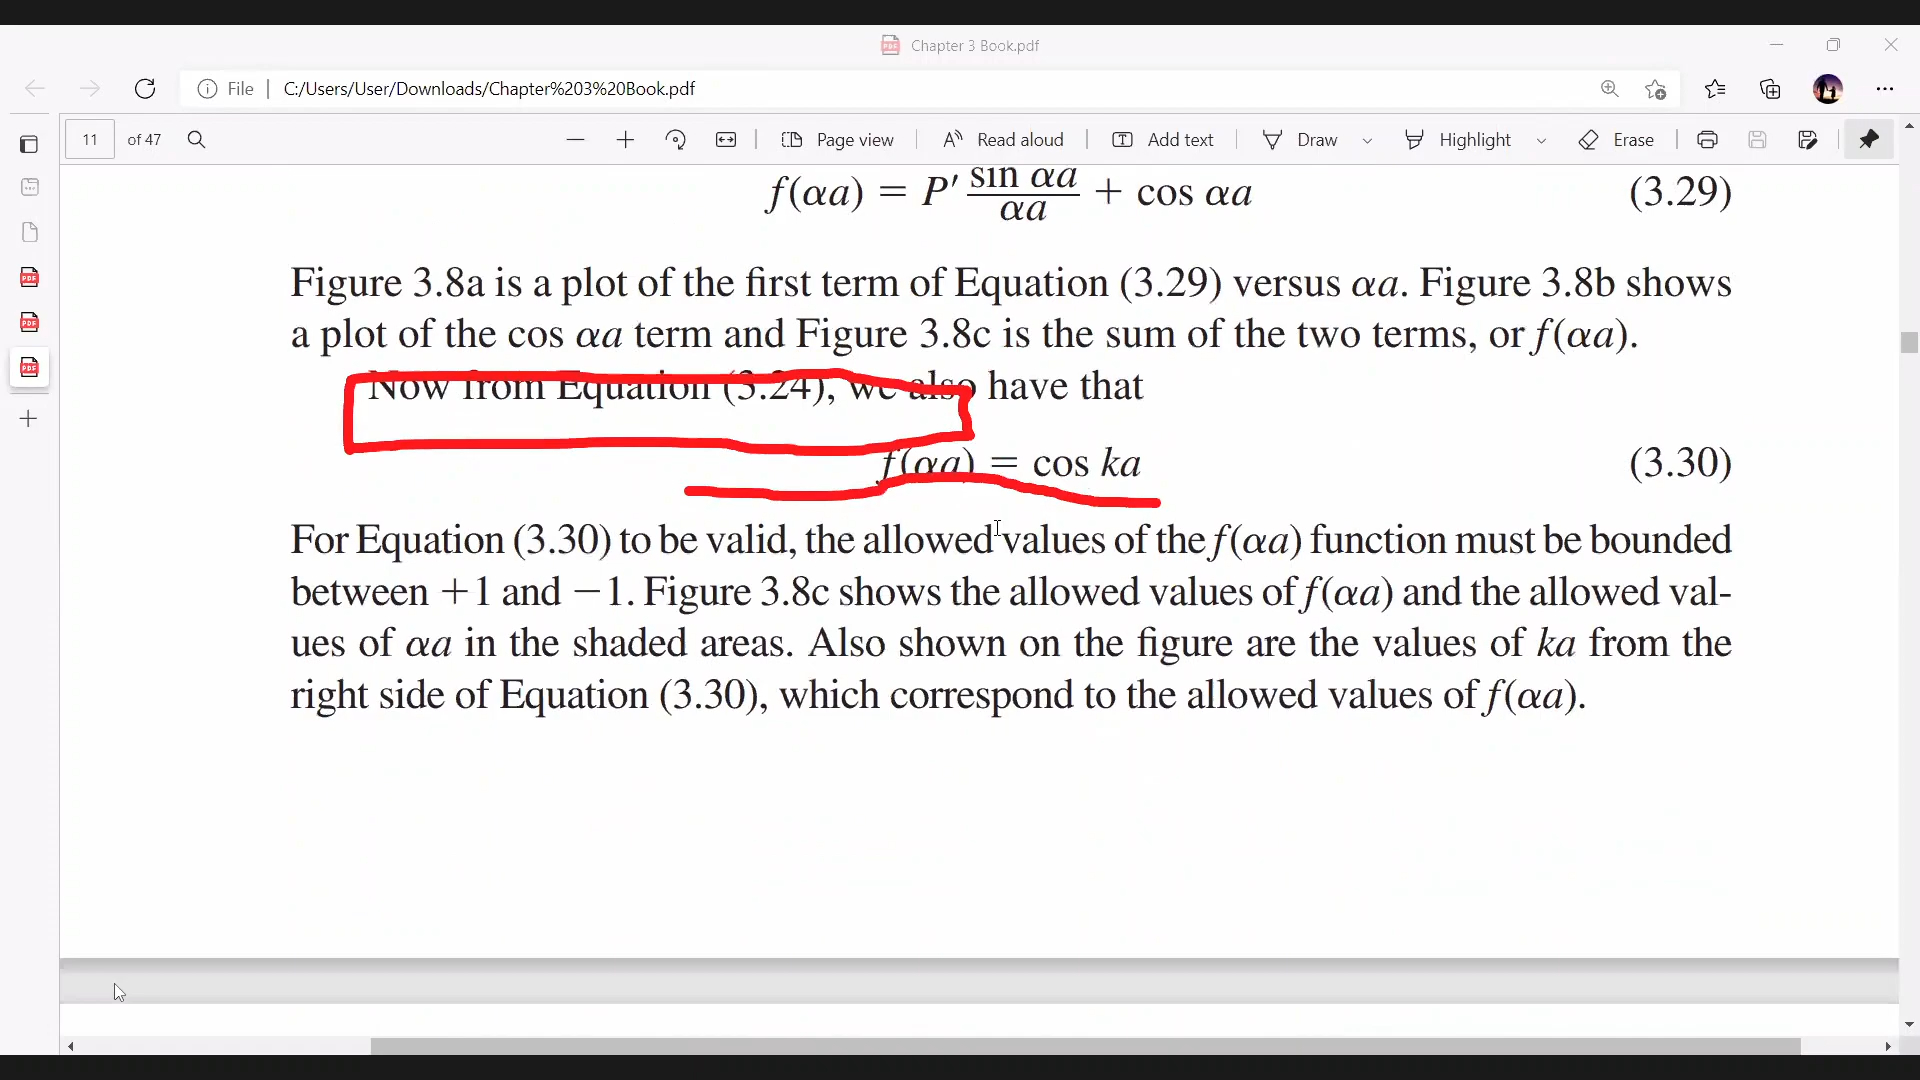 Chapter 3 Book.pdf
File | C:/Users/User/Downloads/Chapter%203%20Book.pdf
11 of 47 Page view Read aloud Add text Draw Highlight Erase
f(αa) = P′ sin αa / αa + cos αa (3.29)
Figure 3.8a is a plot of the first term of Equation (3.29) versus αa. Figure 3.8b shows
a plot of the cos αa term and Figure 3.8c is the sum of the two terms, or f(αa).
Now from Equation (3.24), we also have that
f(αa) = cos ka (3.30)
For Equation (3.30) to be valid, the allowed values of the f(αa) function must be bounded
between +1 and −1. Figure 3.8c shows the allowed values of f(αa) and the allowed val-
ues of αa in the shaded areas. Also shown on the figure are the values of ka from the
right side of Equation (3.30), which correspond to the allowed values of f(αa).